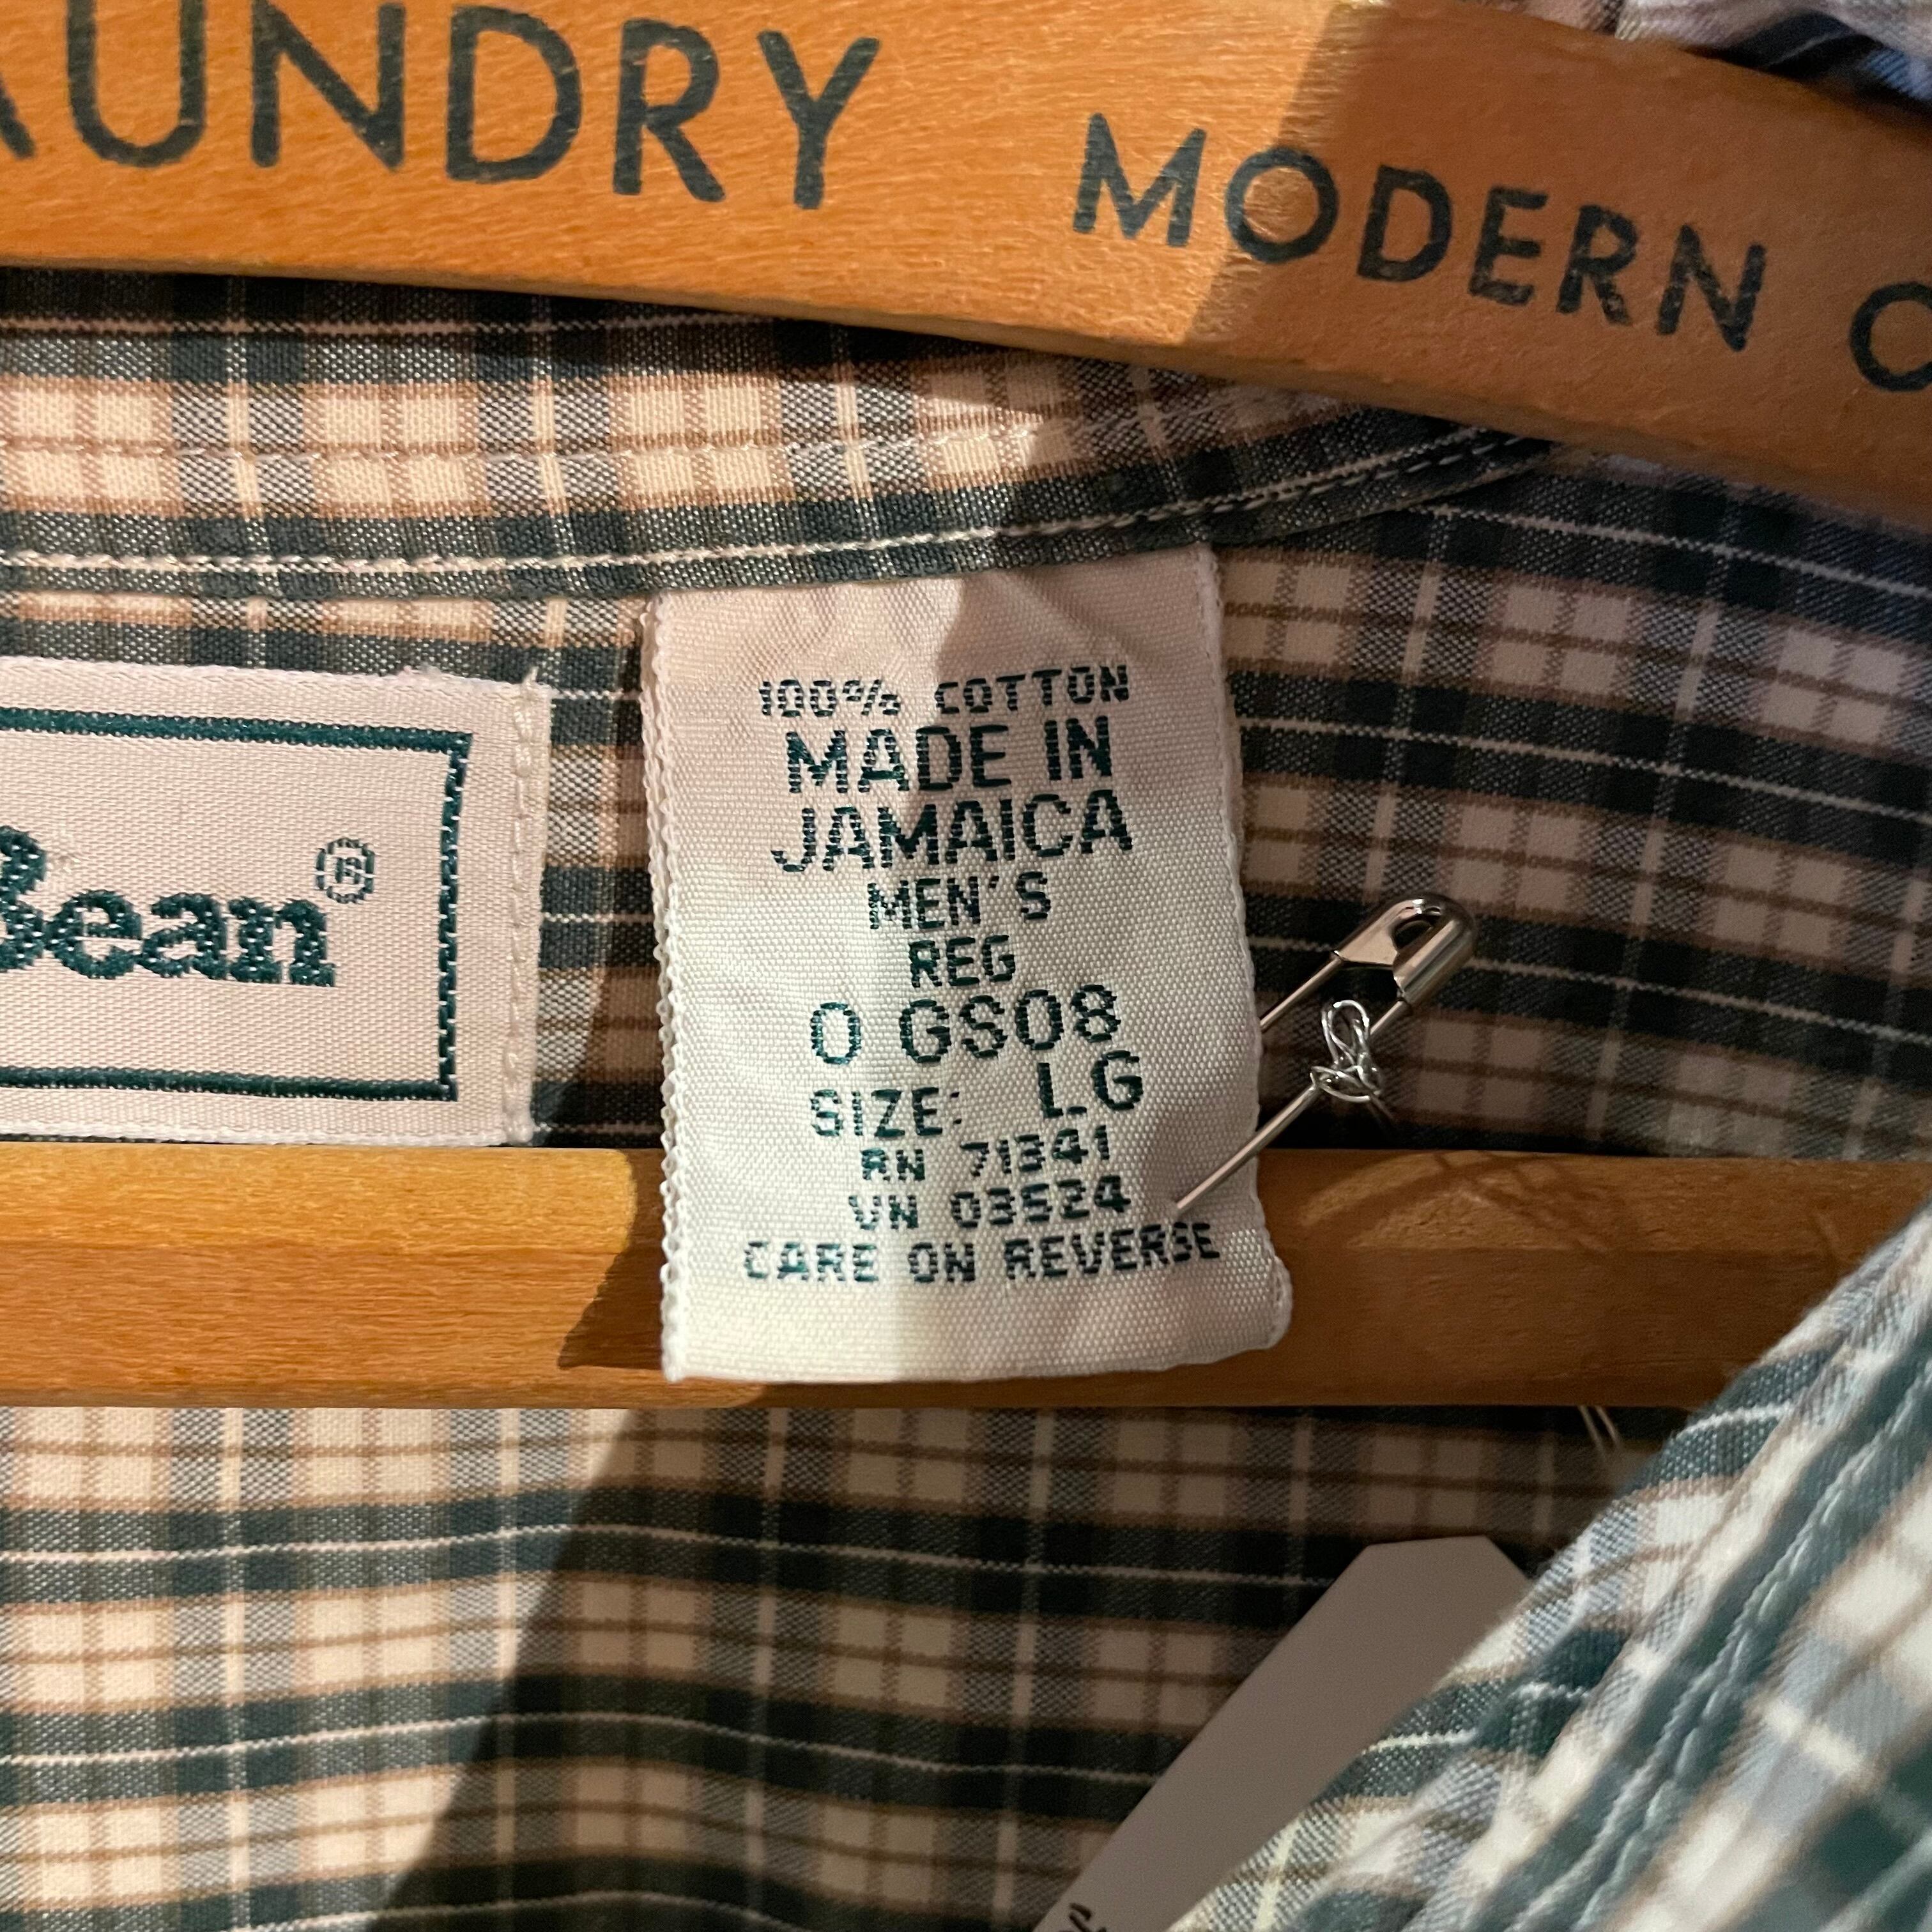 AUNDRY MODERN
Bean®
100% COTTON
MADE IN
JAMAICA
MEN'S
REG
0 GS08
SIZE: LG
RN 71341
VN 03524
CARE ON REVERSE